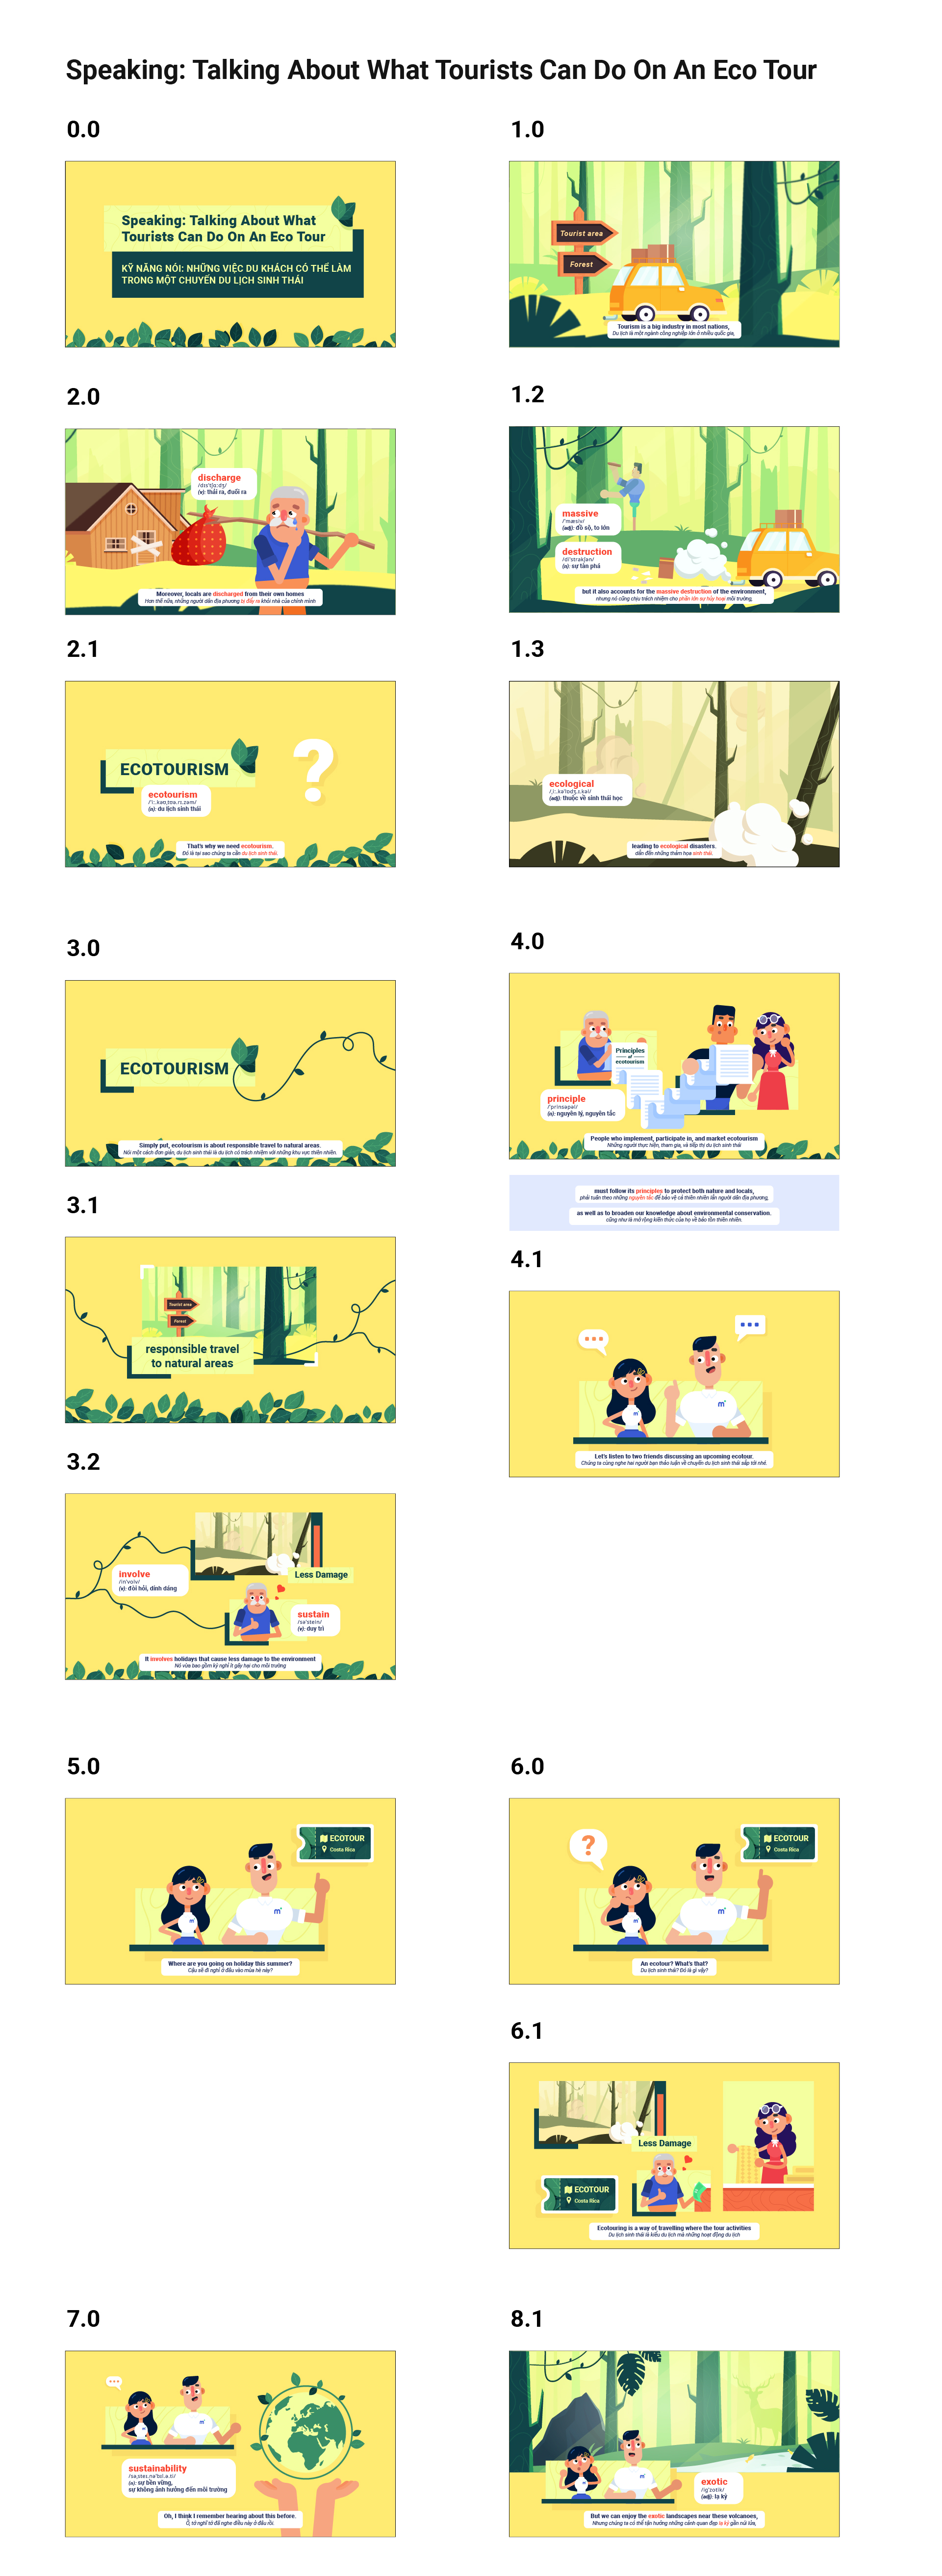 Speaking: Talking About What Tourists Can Do On An Eco Tour
0.0
Speaking: Talking About What
Tourists Can Do On An Eco Tour
KỸ NĂNG NÓI: NHỮNG VIỆC DU KHÁCH CÓ THỂ LÀM
TRONG MỘT CHUYẾN DU LỊCH SINH THÁI
1.0
Tourist area
Forest
Tourism is a big industry in most nations,
Du lịch là một ngành công nghiệp lớn ở nhiều quốc gia,
2.0
discharge
/dɪsˈtʃɑːdʒ/
(v): thải ra, đuổi ra
Moreover, locals are discharged from their own homes
Hơn thế nữa, những người dân địa phương bị đẩy ra khỏi nhà của chính mình
1.2
massive
/ˈmæsiv/
(adj): đồ sộ, to lớn
destruction
/diˈstrakʃən/
(n): sự tàn phá
but it also accounts for the massive destruction of the environment,
nhưng nó cũng chịu trách nhiệm cho phần lớn sự hủy hoại môi trường,
2.1
ECOTOURISM
ecotourism
/ˈiː.kəʊˌtʊə.rɪ.zəm/
(n): du lịch sinh thái
That's why we need ecotourism.
Đó là tại sao chúng ta cần du lịch sinh thái.
1.3
ecological
/ˌiː.kəˈlɒdʒ.ɪ.kəl/
(adj): thuộc về sinh thái học
leading to ecological disasters.
dẫn đến những thảm họa sinh thái.
3.0
ECOTOURISM
Simply put, ecotourism is about responsible travel to natural areas.
Nói một cách đơn giản, du lịch sinh thái là du lịch có trách nhiệm với những khu vực thiên nhiên.
4.0
Principles
of
ecotourism
principle
/ˈprinsəpəl/
(n): nguyên lý, nguyên tắc
People who implement, participate in, and market ecotourism
Những người thực hiện, tham gia, và tiếp thị du lịch sinh thái
must follow its principles to protect both nature and locals,
phải tuân theo những nguyên tắc để bảo vệ cả thiên nhiên lẫn người dân địa phương,
as well as to broaden our knowledge about environmental conservation.
cũng như là mở rộng kiến thức của họ về bảo tồn thiên nhiên.
3.1
Tourist area
Forest
responsible travel
to natural areas
4.1
m
Let's listen to two friends discussing an upcoming ecotour.
Chúng ta cùng nghe hai người bạn thảo luận về chuyến du lịch sinh thái sắp tới nhé.
3.2
involve
/inˈvolv/
(v): đòi hỏi, dính dáng
Less Damage
sustain
/səˈstein/
(v): duy trì
It involves holidays that cause less damage to the environment
Nó vừa bao gồm kỳ nghỉ ít gây hại cho môi trường
5.0
ECOTOUR
Costa Rica
m
Where are you going on holiday this summer?
Cậu sẽ đi nghỉ ở đâu vào mùa hè này?
6.0
?
ECOTOUR
Costa Rica
m
An ecotour? What's that?
Du lịch sinh thái? Đó là gì vậy?
6.1
Less Damage
ECOTOUR
Costa Rica
Ecotouring is a way of travelling where the tour activities
Du lịch sinh thái là kiểu du lịch mà những hoạt động du lịch
7.0
sustainability
(n): sự bền vững,
sự không ảnh hưởng đến môi trường
Oh, I think I remember hearing about this before.
Ồ, tớ nghĩ tớ đã nghe điều này ở đâu rồi.
8.1
exotic
/igˈzotik/
(adj): lạ kỳ
But we can enjoy the exotic landscapes near these volcanoes,
Nhưng chúng ta có thể tận hưởng những cảnh quan đẹp lạ kỳ gần núi lửa,